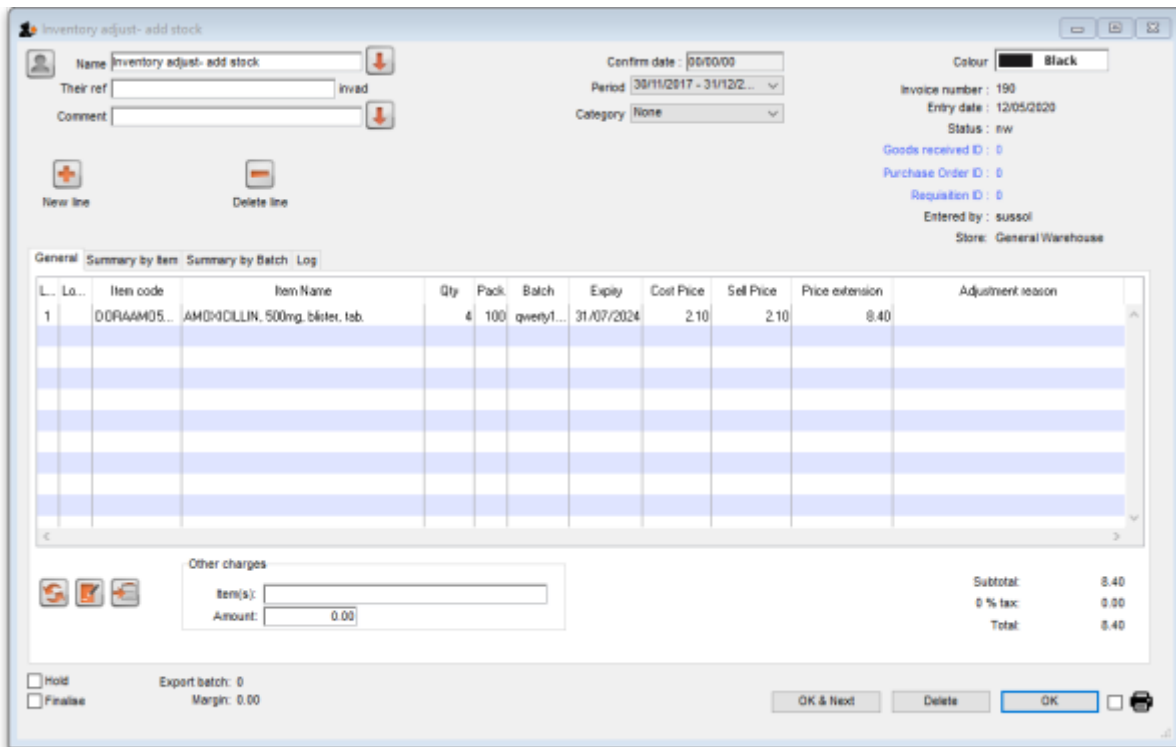 Inventory adjust- add stock
Name Inventory adjust- add stock
Their ref invad
Comment
Confirm date : 00/00/00
Period 30/11/2017 - 31/12/2...
Category None
Colour Black
Invoice number : 190
Entry date : 12/05/2020
Status : nw
Goods received ID : 0
Purchase Order ID : 0
Requisition ID : 0
Entered by : sussol
Store: General Warehouse
New line Delete line
General Summary by Item Summary by Batch Log
L... Lo... Item code Item Name Qty Pack Batch Expiry Cost Price Sell Price Price extension Adjustment reason
1 DORAAMO5... AMOXICILLIN, 500mg, blister, tab. 4 100 qwerty1... 31/07/2024 2.10 2.10 8.40
Other charges
Item(s):
Amount: 0.00
Subtotal: 8.40
0 % tax: 0.00
Total: 8.40
Hold
Finalise
Export batch: 0
Margin: 0.00
OK & Next Delete OK